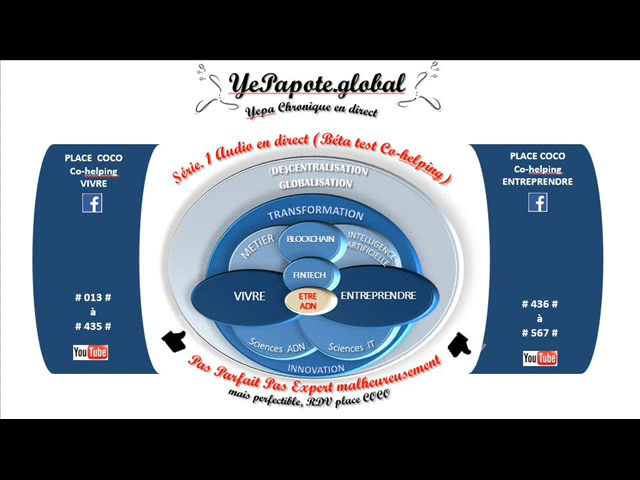 YePapote.global
Yepa Chronique en direct
Série, 1 Audio en direct (Béta test Co-helping)
PLACE COCO
Co-helping
VIVRE
# 013 #
à
# 435 #
YouTube
(DE)CENTRALISATION
GLOBALISATION
TRANSFORMATION
METIER
BLOCKCHAIN
INTELLIGENCE
ARTIFICIELLE
FINTECH
VIVRE
ETRE
ADN
ENTREPRENDRE
Sciences ADN
Sciences IT
INNOVATION
PLACE COCO
Co-helping
ENTREPRENDRE
# 436 #
à
# 567 #
YouTube
Pas Parfait Pas Expert malheureusement
mais perfectible, RDV place COCO